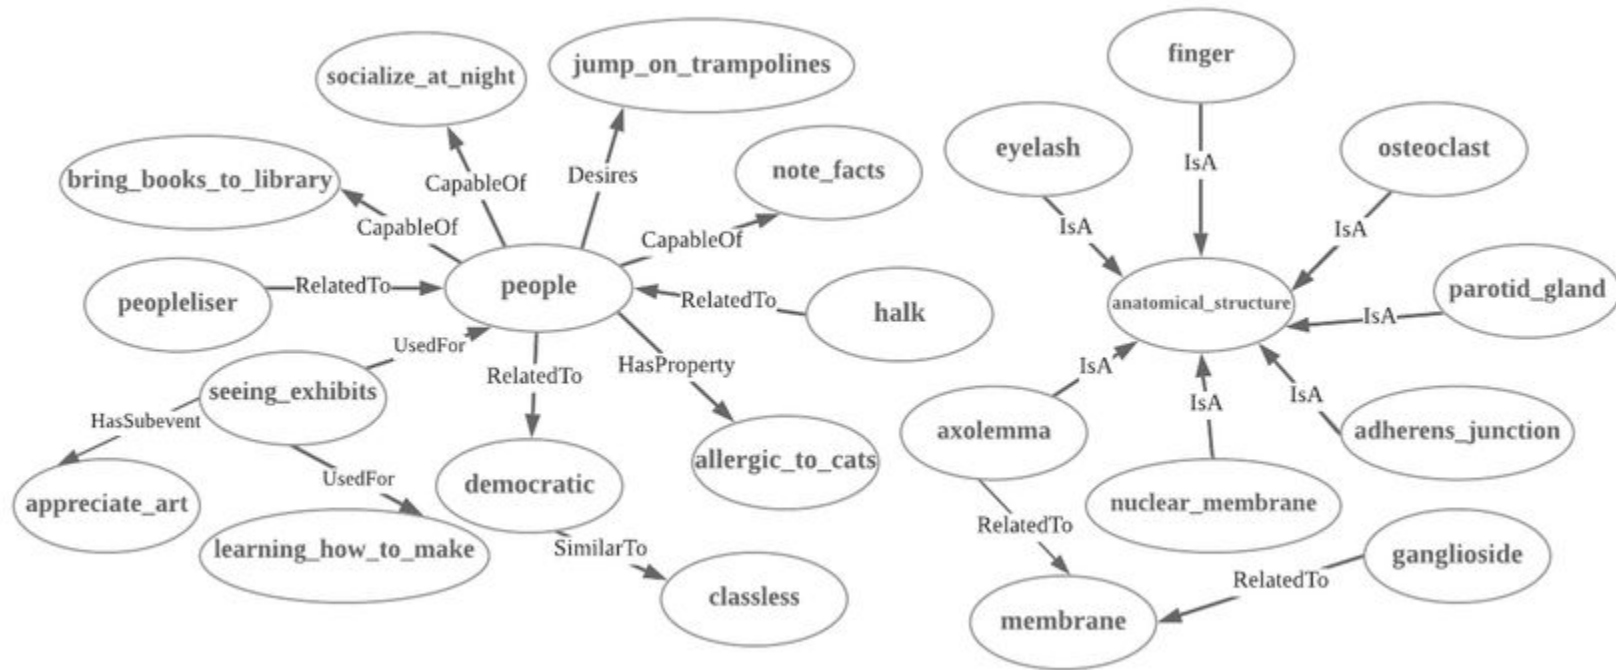 finger
jump_on_trampolines
socialize_at_night
eyelash
osteoclast
IsA
note_facts
Desires
bring_books_to_library
CapableOf
CapableOf
IsA
IsA
CapableOf
people
RelatedTo
peopleliser
RelatedTo
halk
anatomical_structure
parotid_gland
IsA
UsedFor
RelatedTo
HasProperty
IsA
seeing_exhibits
IsA
IsA
HasSubevent
axolemma
adherens_junction
allergic_to_cats
democratic
UsedFor
appreciate_art
nuclear_membrane
RelatedTo
learning_how_to_make
SimilarTo
ganglioside
RelatedTo
classless
membrane